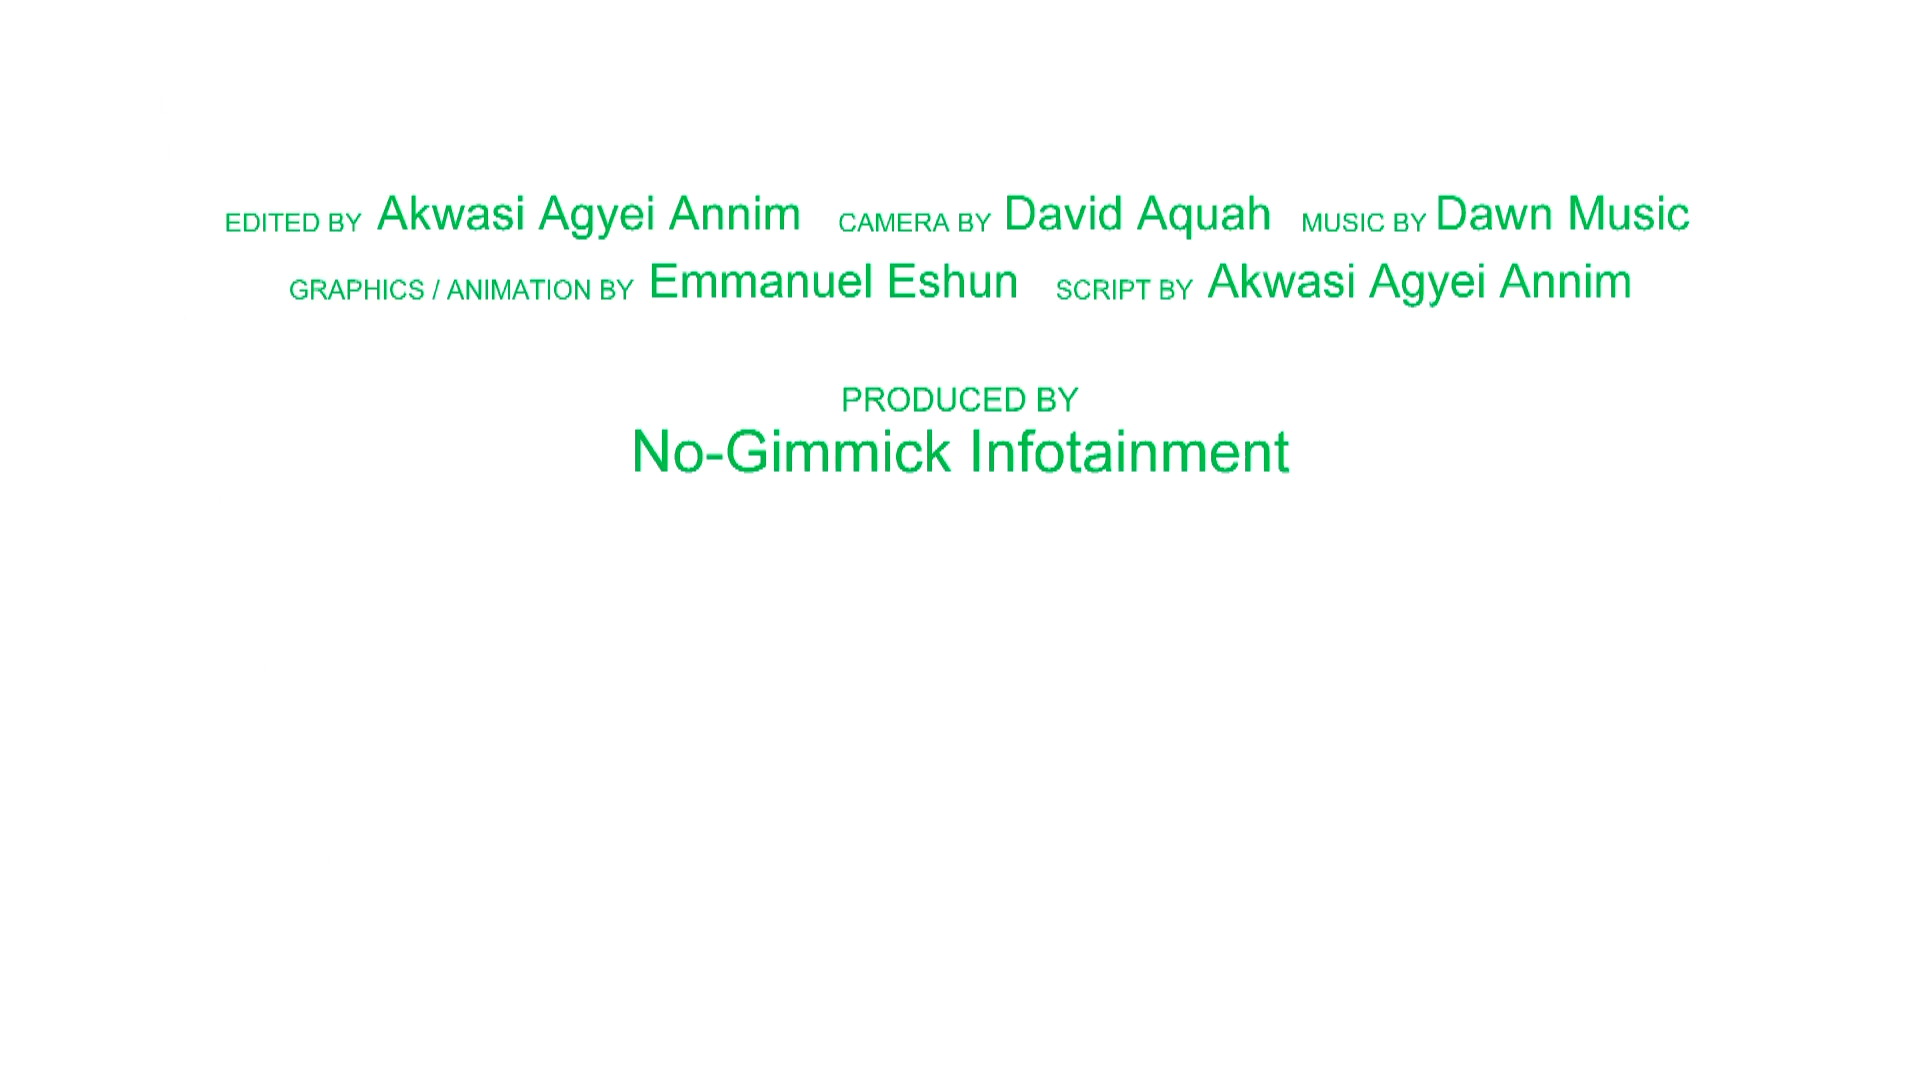 EDITED BY Akwasi Agyei Annim CAMERA BY David Aquah MUSIC BY Dawn Music
GRAPHICS / ANIMATION BY Emmanuel Eshun SCRIPT BY Akwasi Agyei Annim
PRODUCED BY
No-Gimmick Infotainment